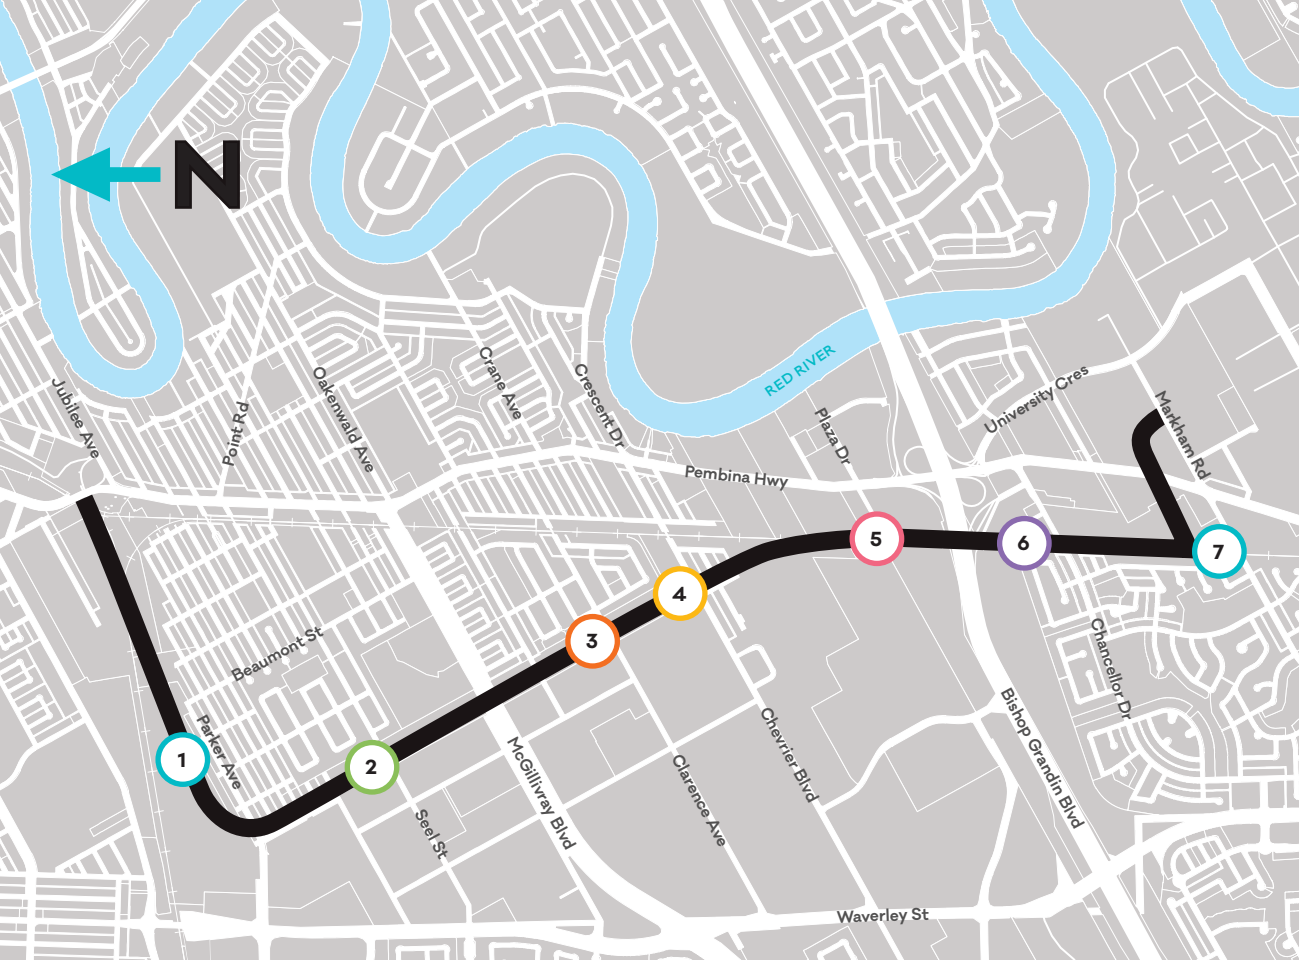 N
Jubilee Ave
Point Rd
Oakenwald Ave
Crane Ave
Crescent Dr
RED RIVER
Plaza Dr
University Cres
Markham Rd
Pembina Hwy
5
6
7
4
3
Beaumont St
Parker Ave
1
2
Seel St
McGillivray Blvd
Clarence Ave
Chevrier Blvd
Bishop Grandin Blvd
Chancellor Dr
Waverley St